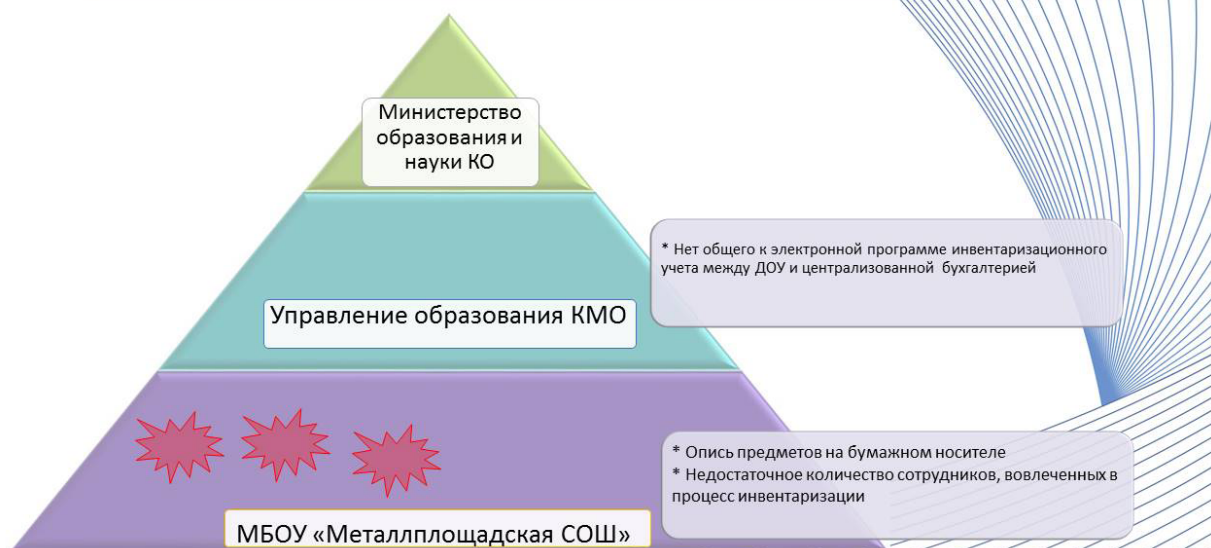 Министерство
образования и
науки КО
* Нет общего к электронной программе инвентаризационного
учета между ДОУ и централизованной бухгалтерией
Управление образования КМО
* Опись предметов на бумажном носителе
* Недостаточное количество сотрудников, вовлеченных в
процесс инвентаризации
МБОУ «Металлплощадская СОШ»